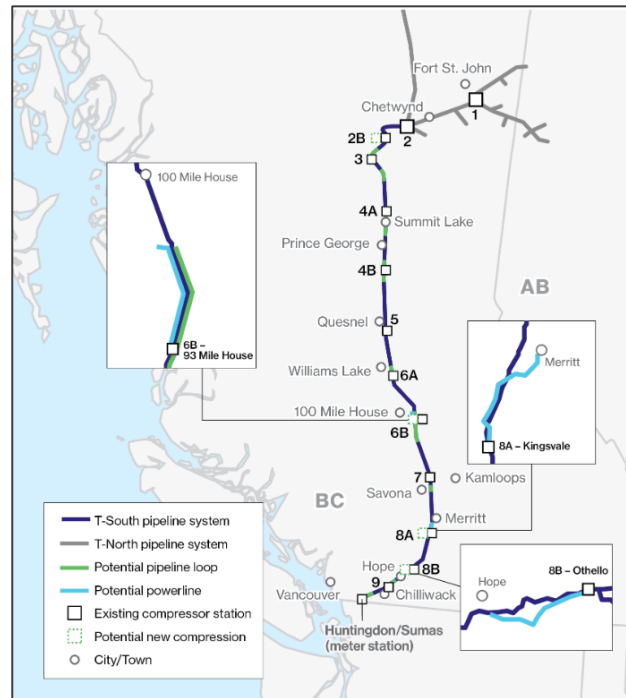 Fort St. John
Chetwynd
1
2
2B
3
100 Mile House
4A
Summit Lake
Prince George
4B
AB
5
Quesnel
6B –
93 Mile House
Merritt
Williams Lake
6A
100 Mile House
6B
8A – Kingsvale
7
Kamloops
BC
Savona
Merritt
8A
T-South pipeline system
T-North pipeline system
Potential pipeline loop
Potential powerline
Existing compressor station
Potential new compression
City/Town
Hope
8B
9
Vancouver
Chilliwack
Huntingdon/Sumas
(meter station)
8B – Othello
Hope